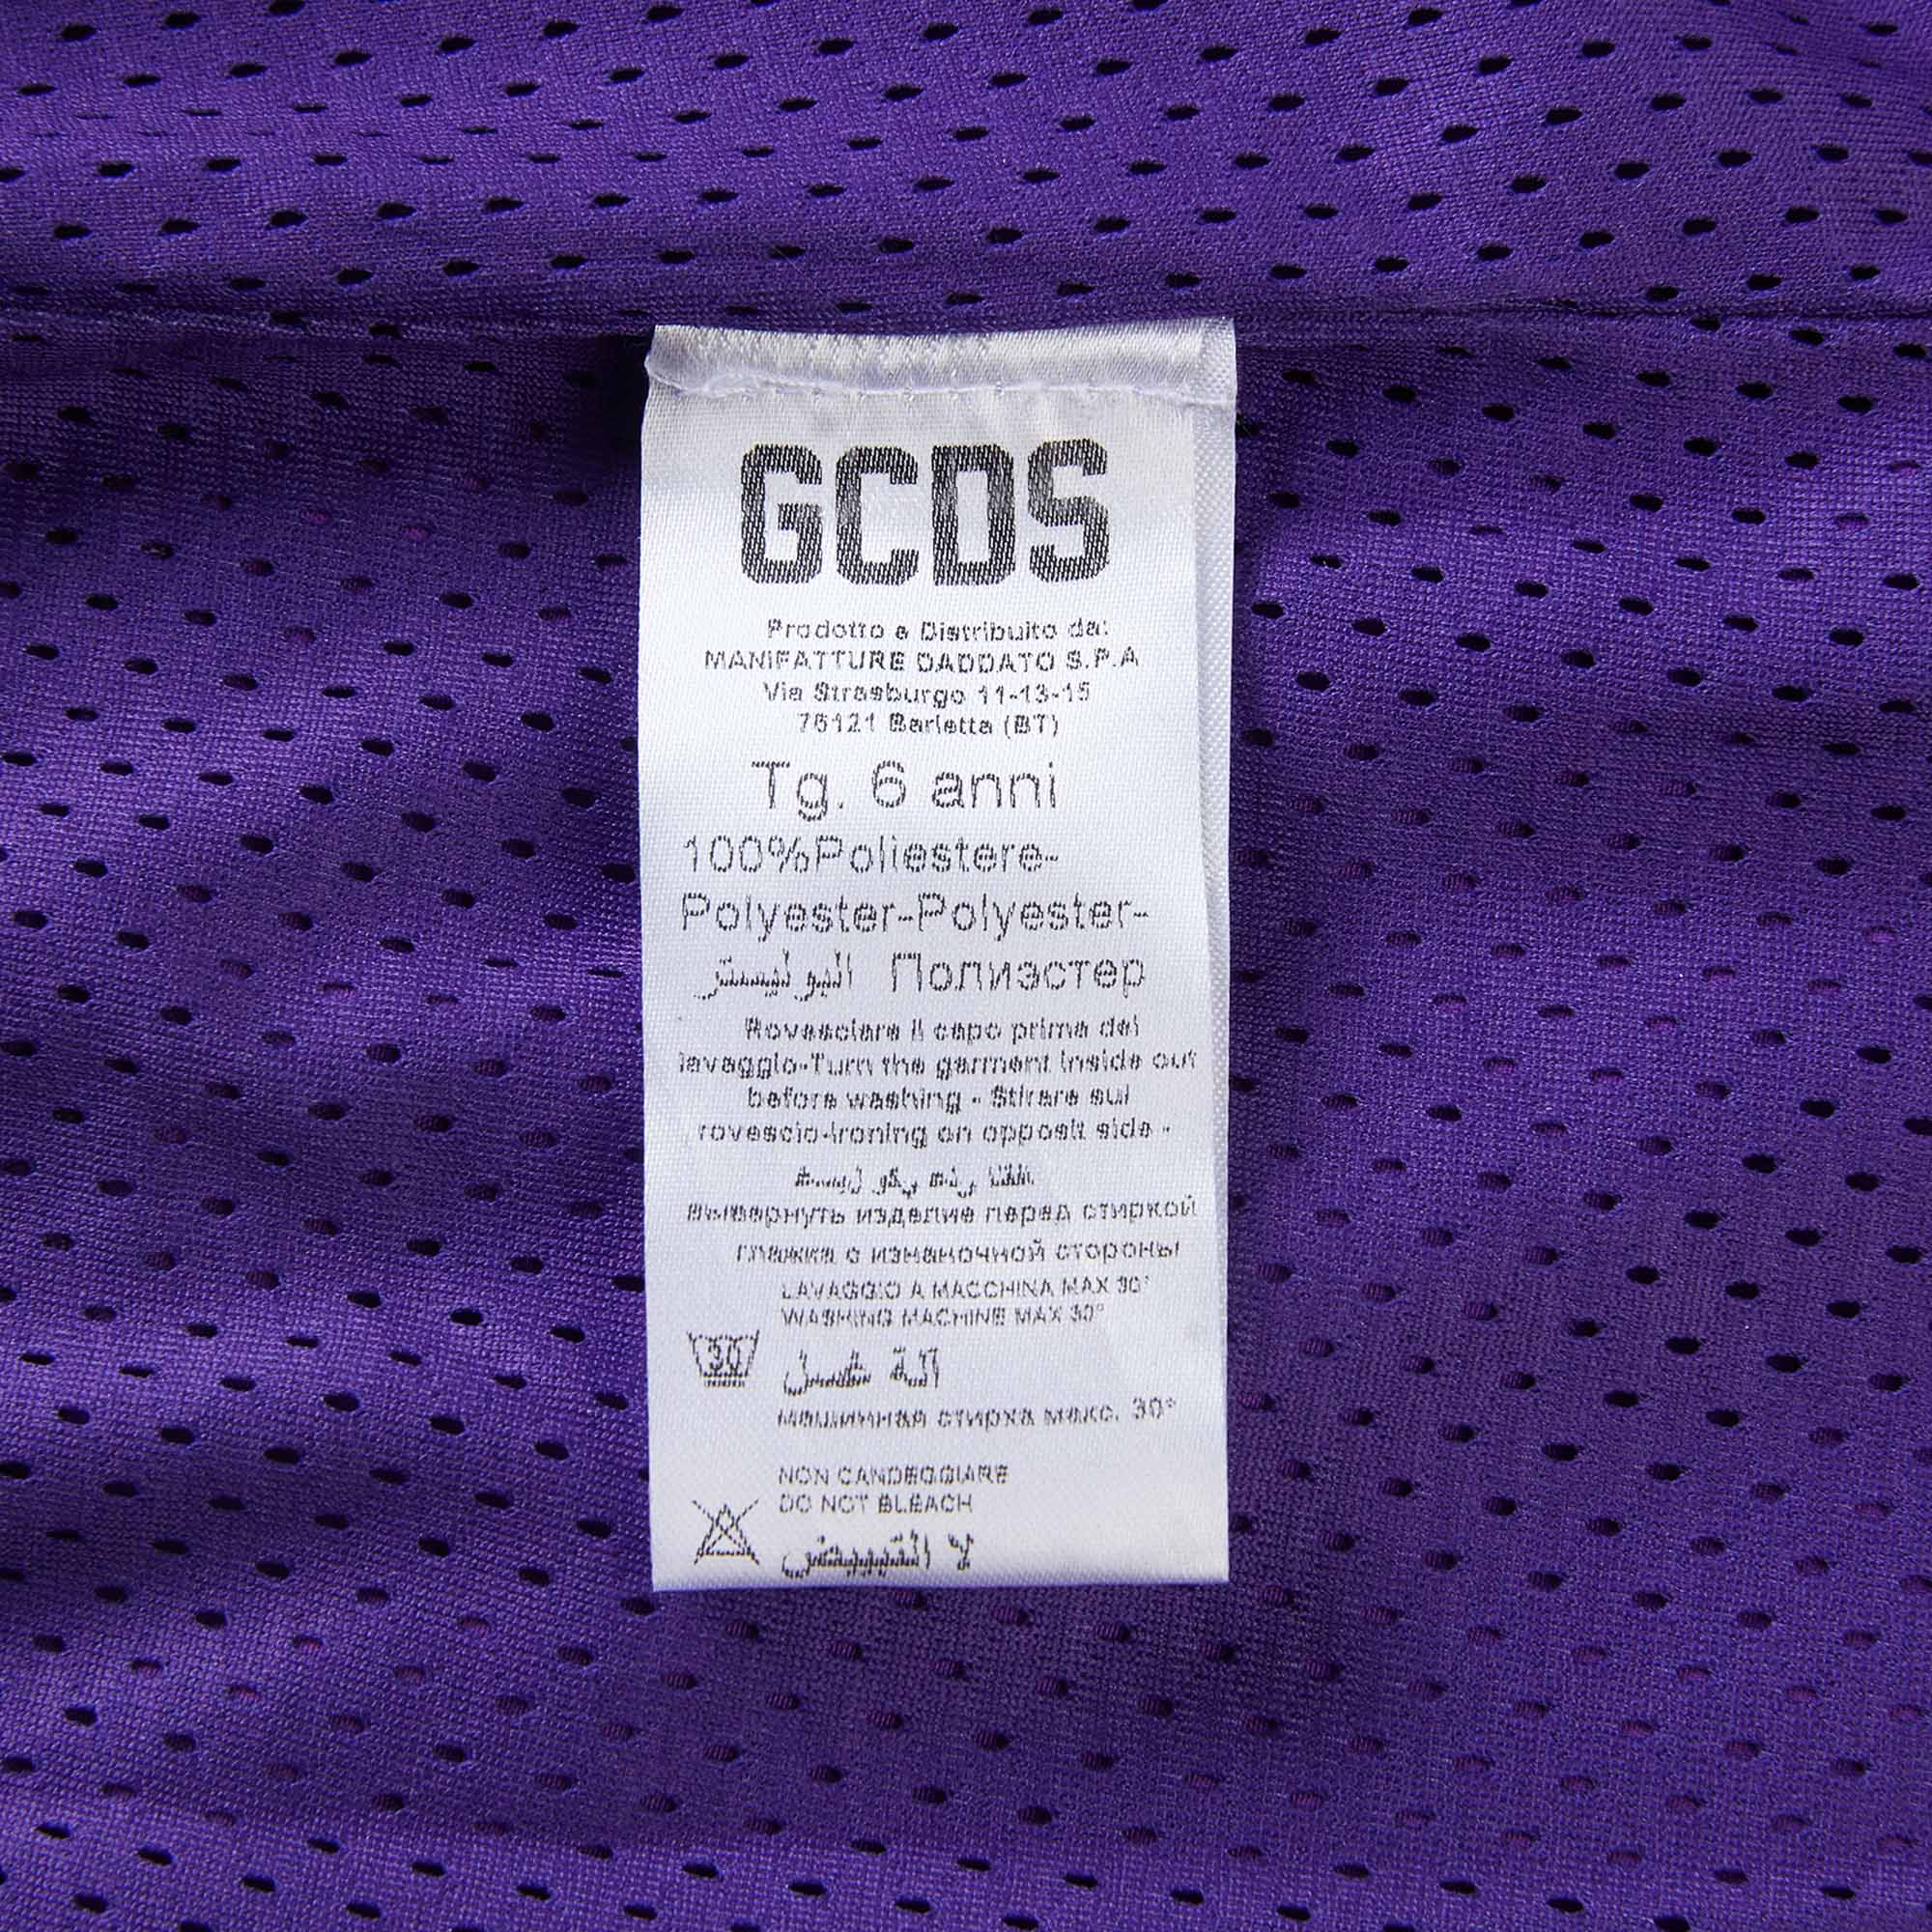 GCDS
Prodotto e Distribuito da:
MANIFATTURE DADDATO S.P.A
Via Strasburgo 11-13-15
76121 Barletta (BT)
Tg. 6 anni
100%Poliestere-
Polyester-Polyester-
البوليستر Полиэстер
Rovesciare il capo prima del
lavaggio-Turn the garment inside out
before washing - Stirare sul
rovescio-ironing on opposit side -
Вывернуть изделие перед стиркой
глажка с изнаночной стороны
LAVAGGIO A MACCHINA MAX 30°
WASHING MACHINE MAX 30°
30
آلة غسل
Машинная стирка макс. 30°
NON CANDEGGIARE
DO NOT BLEACH
لا التبييض